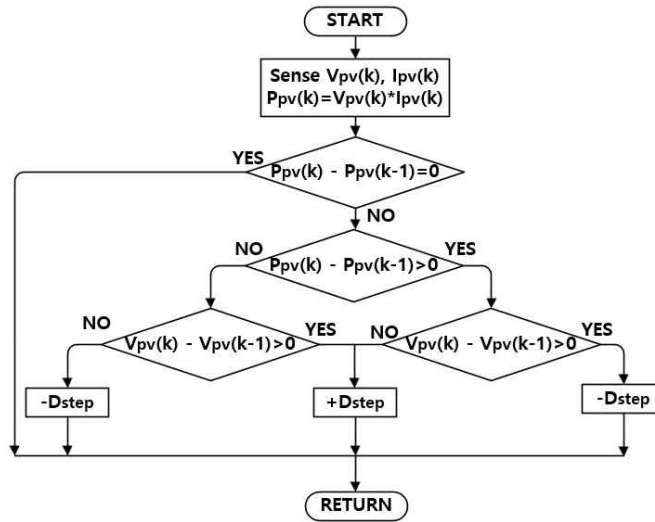 START
Sense Vpv(k), Ipv(k)
Ppv(k)=Vpv(k)*Ipv(k)
YES
Ppv(k) - Ppv(k-1)=0
NO
NO
YES
Ppv(k) - Ppv(k-1)>0
NO
YES
NO
YES
Vpv(k) - Vpv(k-1)>0
Vpv(k) - Vpv(k-1)>0
-Dstep
+Dstep
-Dstep
RETURN